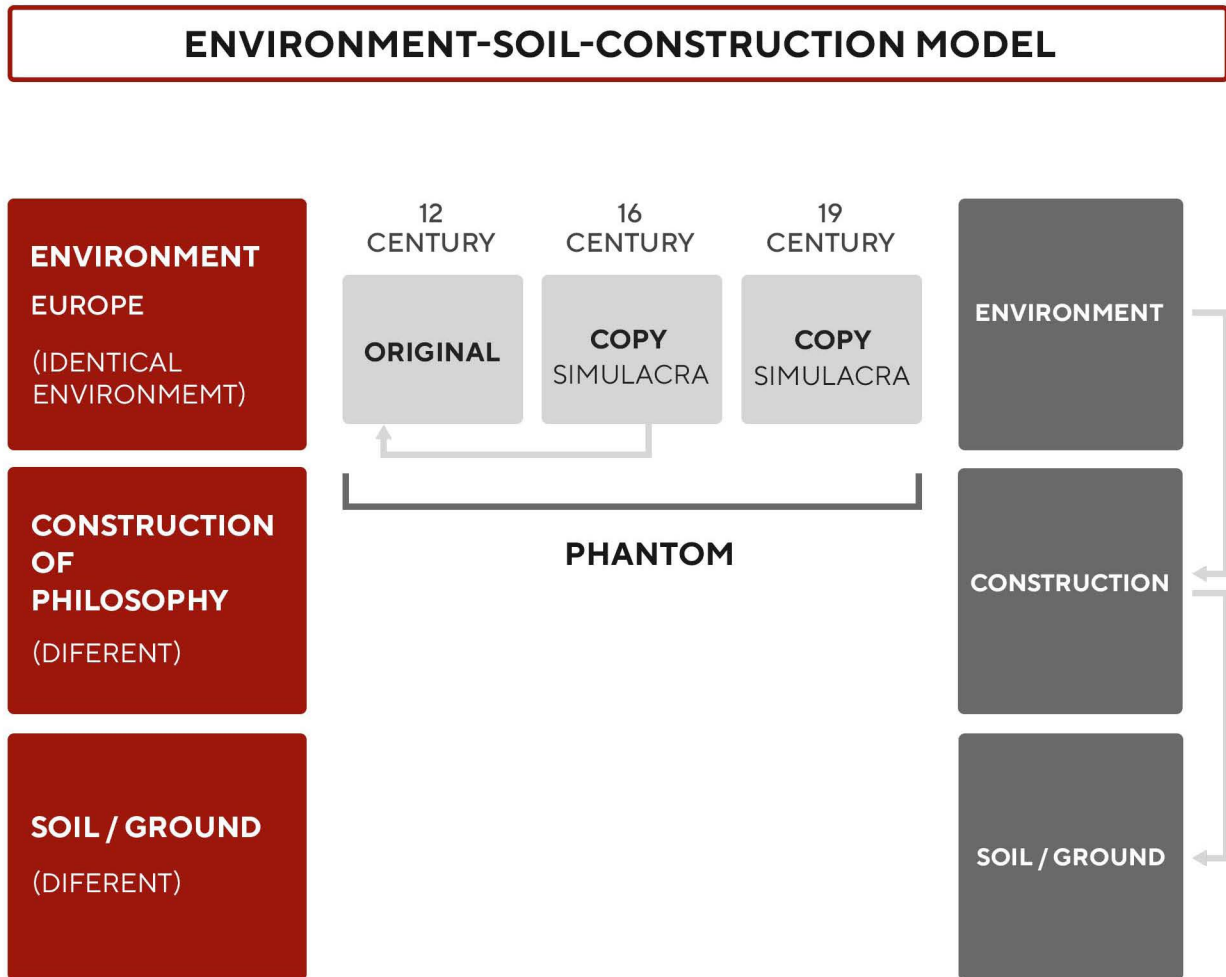 ENVIRONMENT-SOIL-CONSTRUCTION MODEL
ENVIRONMENT
EUROPE
(IDENTICAL
ENVIRONMEMT)
12
CENTURY
16
CENTURY
19
CENTURY
ORIGINAL
COPY
SIMULACRA
COPY
SIMULACRA
ENVIRONMENT
CONSTRUCTION
OF
PHILOSOPHY
(DIFERENT)
PHANTOM
CONSTRUCTION
SOIL / GROUND
(DIFERENT)
SOIL / GROUND